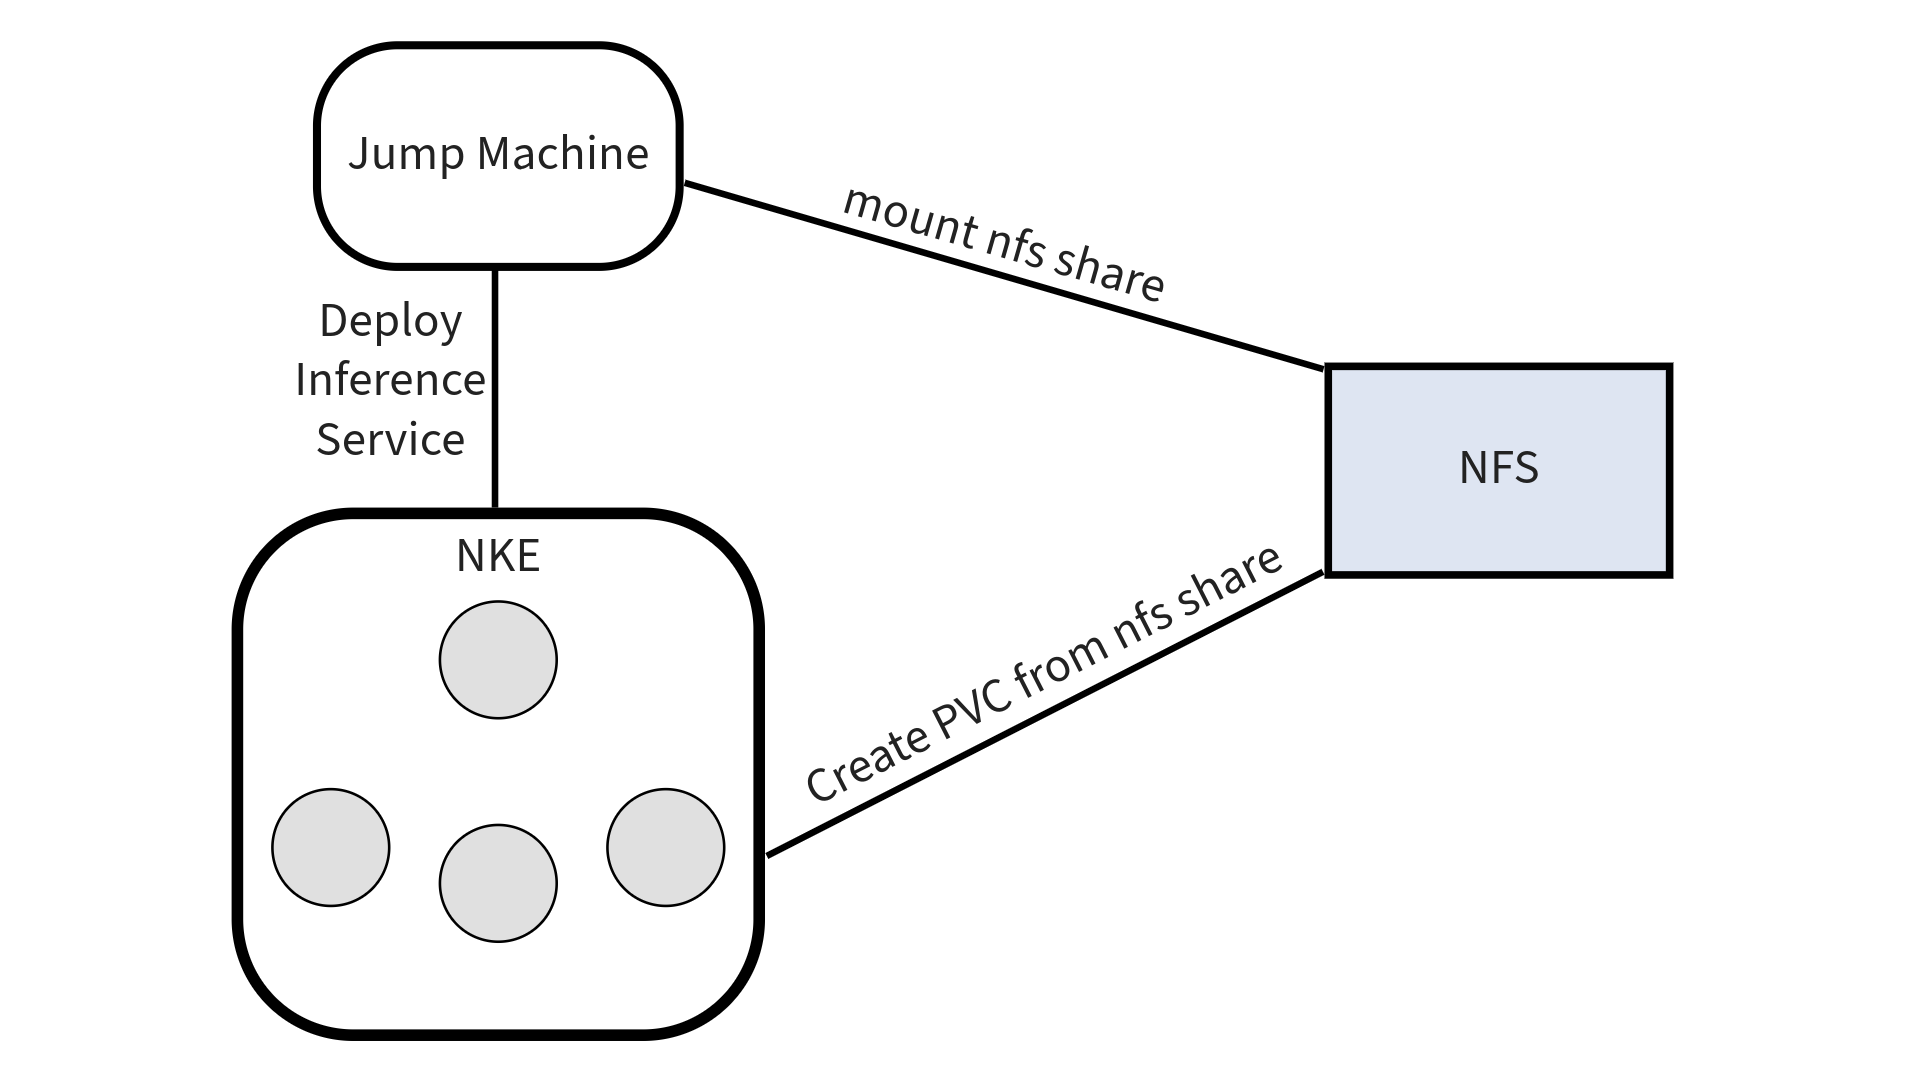 Jump Machine
mount nfs share
Deploy
Inference
Service
NFS
NKE
Create PVC from nfs share